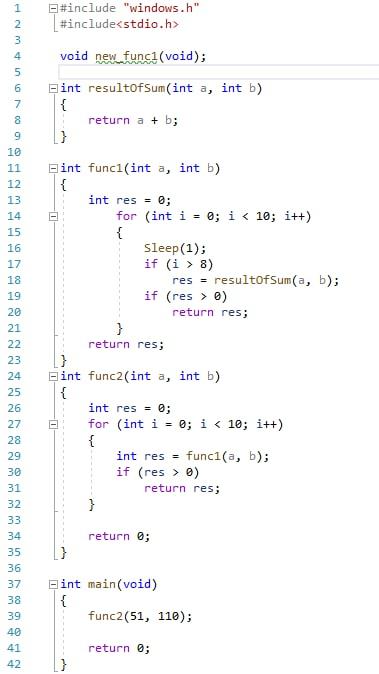 1 #include "windows.h"
2 #include<stdio.h>
3
4 void new_func1(void);
5
6 int resultOfSum(int a, int b)
7 {
8 return a + b;
9 }
10
11 int func1(int a, int b)
12 {
13 int res = 0;
14 for (int i = 0; i < 10; i++)
15 {
16 Sleep(1);
17 if (i > 8)
18 res = resultOfSum(a, b);
19 if (res > 0)
20 return res;
21 }
22 return res;
23 }
24 int func2(int a, int b)
25 {
26 int res = 0;
27 for (int i = 0; i < 10; i++)
28 {
29 int res = func1(a, b);
30 if (res > 0)
31 return res;
32 }
33
34 return 0;
35 }
36
37 int main(void)
38 {
39 func2(51, 110);
40
41 return 0;
42 }